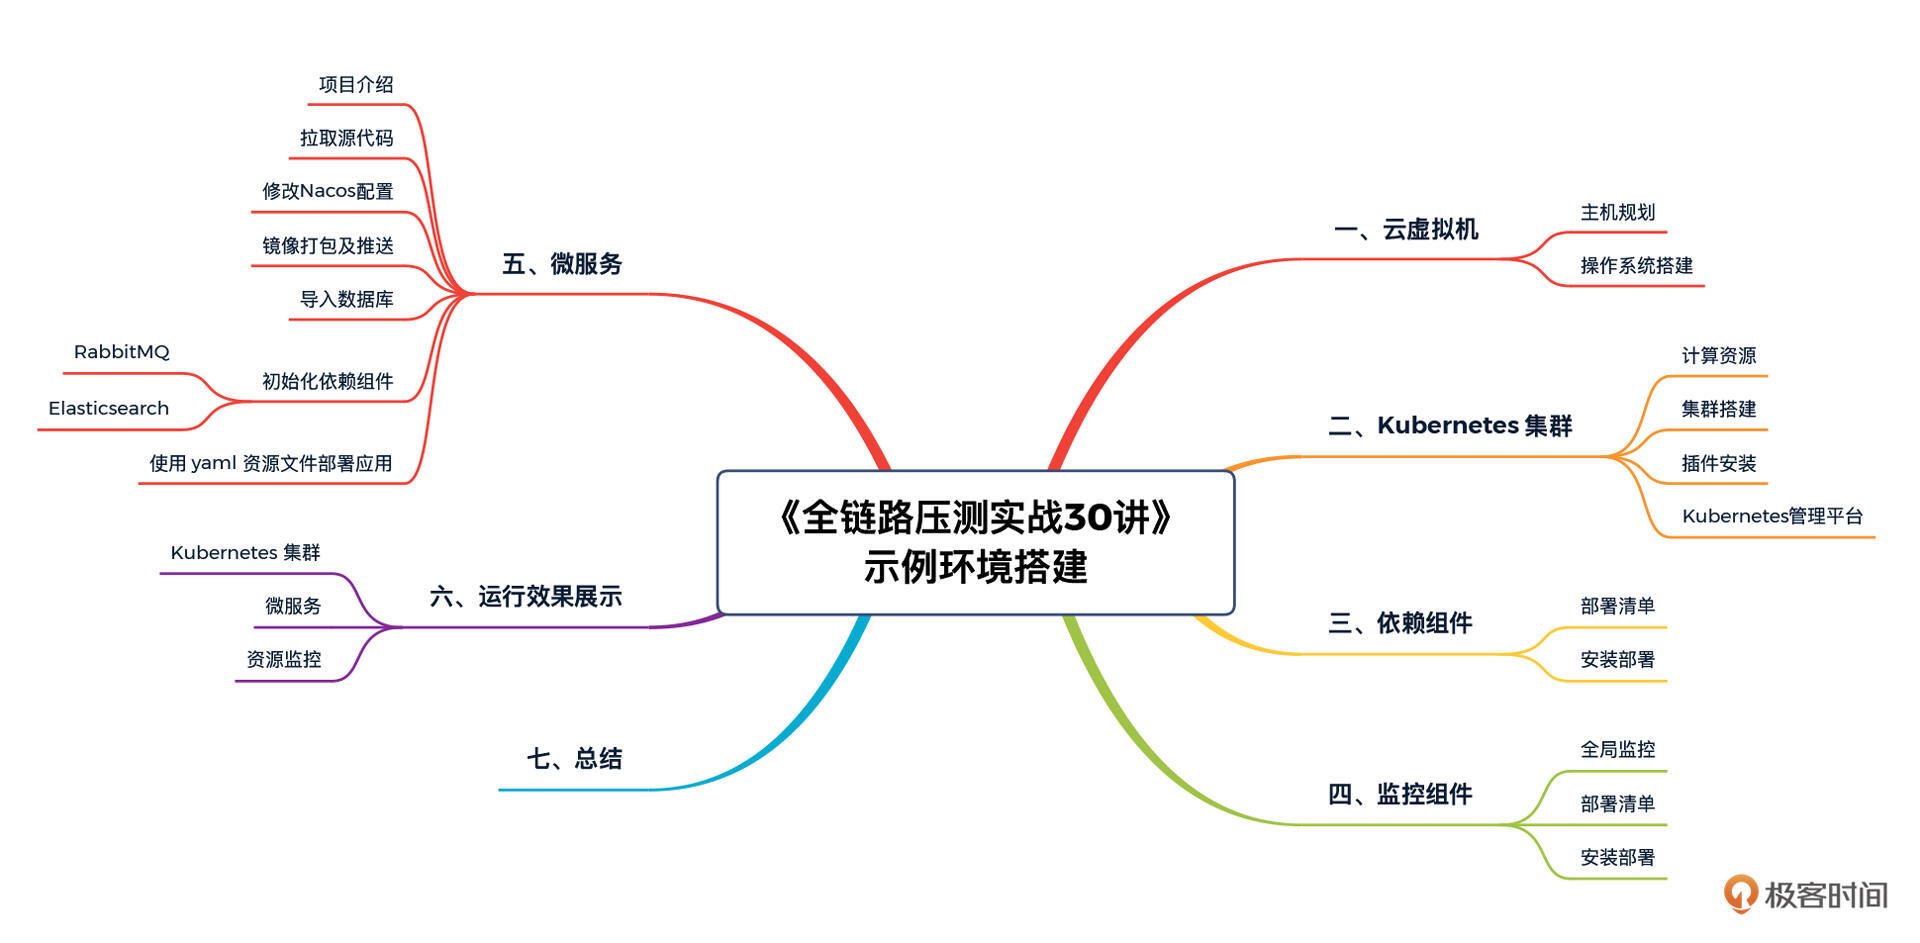 《全链路压测实战30讲》
示例环境搭建
一、云虚拟机
主机规划
操作系统搭建
二、Kubernetes 集群
计算资源
集群搭建
插件安装
Kubernetes管理平台
三、依赖组件
部署清单
安装部署
四、监控组件
全局监控
部署清单
安装部署
五、微服务
项目介绍
拉取源代码
修改Nacos配置
镜像打包及推送
导入数据库
初始化依赖组件
RabbitMQ
Elasticsearch
使用 yaml 资源文件部署应用
六、运行效果展示
Kubernetes 集群
微服务
资源监控
七、总结
极客时间